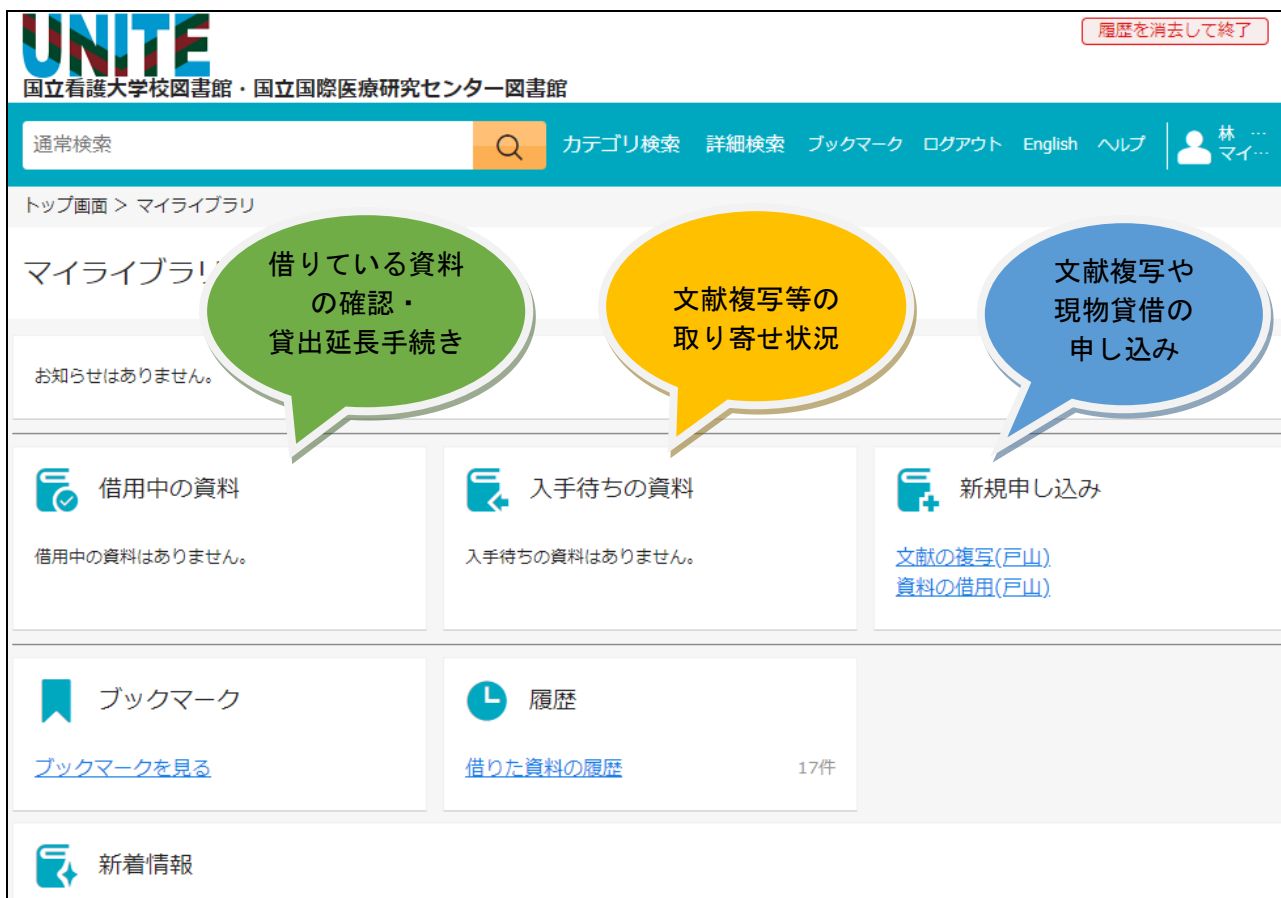 UNITE
履歴を消去して終了
国立看護大学校図書館・国立国際医療研究センター図書館
通常検索
カテゴリ検索 詳細検索 ブックマーク ログアウト English ヘルプ
林 …
マイ…
トップ画面 > マイライブラリ
マイライブラリ
借りている資料
の確認・
貸出延長手続き
文献複写等の
取り寄せ状況
文献複写や
現物貸借の
申し込み
お知らせはありません。
借用中の資料
借用中の資料はありません。
入手待ちの資料
入手待ちの資料はありません。
新規申し込み
文献の複写(戸山)
資料の借用(戸山)
ブックマーク
ブックマークを見る
履歴
借りた資料の履歴 17件
新着情報